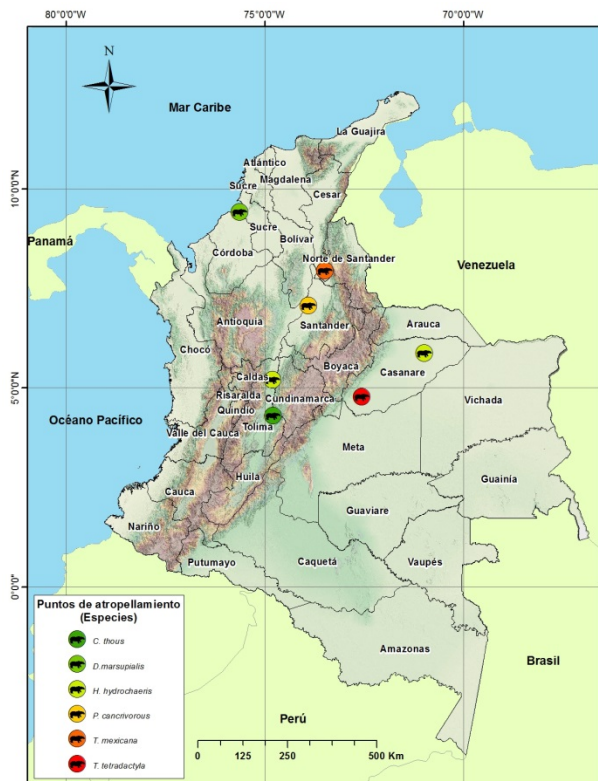 80°0'0"W
75°0'0"W
70°0'0"W
N
Mar Caribe
La Guajira
Atlántico
Magdalena
Sucre
Cesar
10°0'0"N
Sucre
Panamá
Bolívar
Córdoba
Norte de Santander
Venezuela
Antioquia
Santander
Arauca
Chocó
Boyacá
Casanare
Caldas
5°0'0"N
Risaralda
Cundinamarca
Vichada
Quindío
Océano Pacífico
Tolima
Valle del Cauca
Meta
Huila
Guainía
Cauca
Guaviare
Nariño
Putumayo
Caquetá
Vaupés
0°0'0"
Puntos de atropellamiento
(Especies)
C. thous
D.marsupialis
H. hydrochaeris
P. cancrivorous
T. mexicana
T. tetradactyla
Amazonas
Brasil
Perú
0 125 250 500 Km